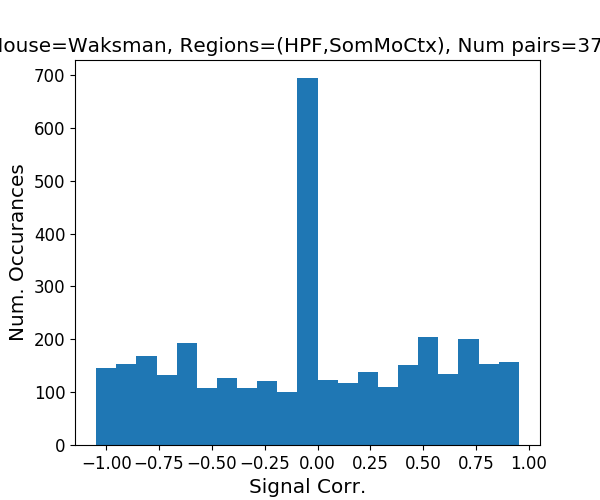 ouse=Waksman, Regions=(HPF,SomMoCtx), Num pairs=37
700
600
500
400
300
200
100
0
Num. Occurances
−1.00 −0.75 −0.50 −0.25 0.00 0.25 0.50 0.75 1.00
Signal Corr.